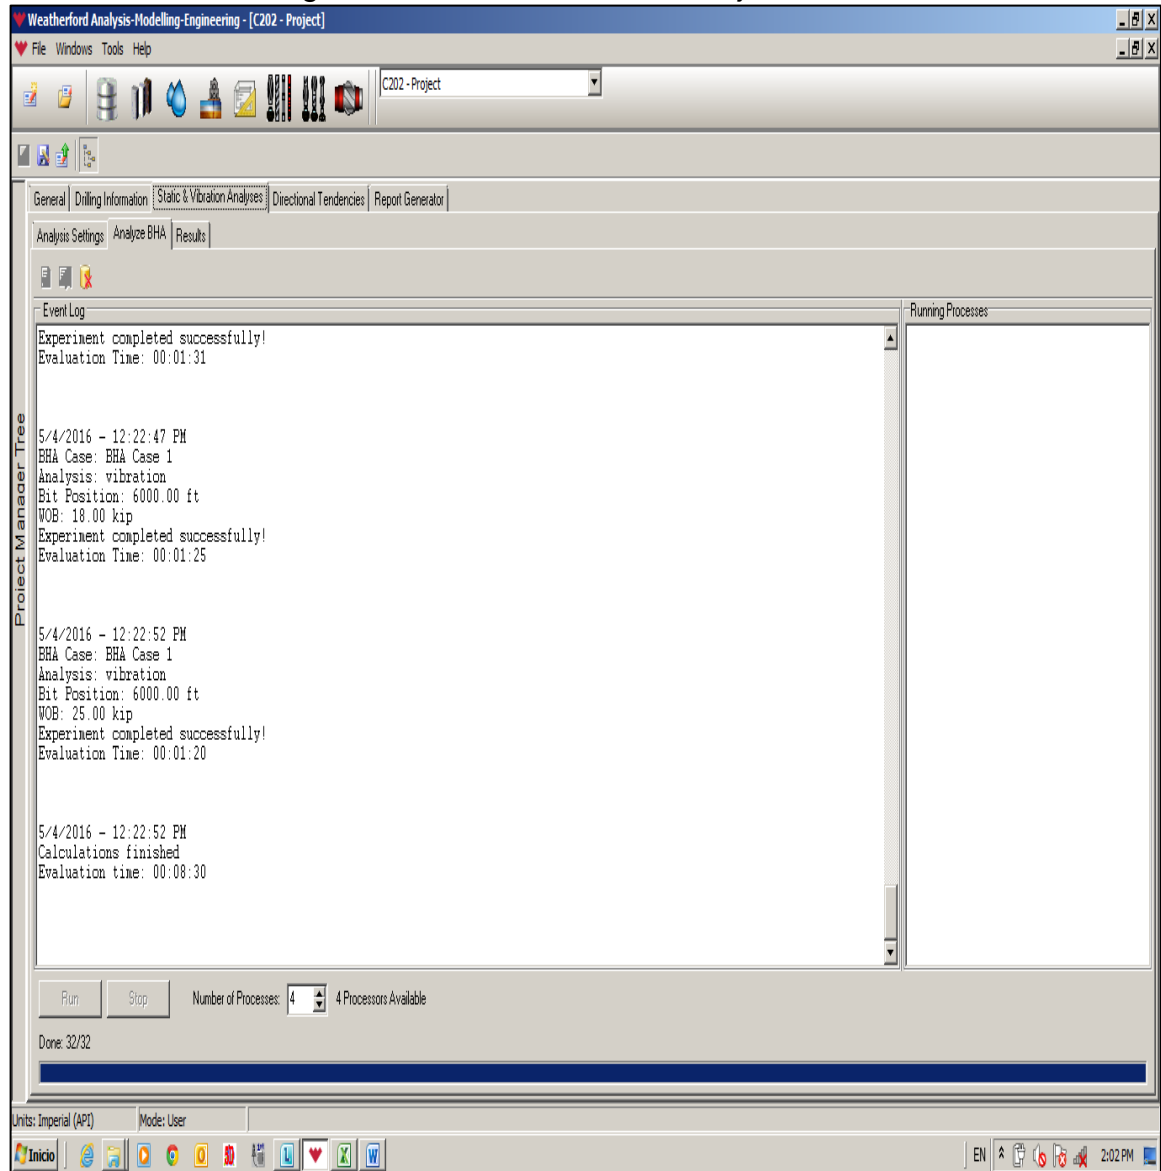 Weatherford Analysis-Modelling-Engineering - [C202 - Project]
File Windows Tools Help
C202 - Project
General Drilling Information Static & Vibration Analyses Directional Tendencies Report Generator
Analysis Settings Analyze BHA Results
Event Log
Running Processes
Experiment completed successfully!
Evaluation Time: 00:01:31
5/4/2016 - 12:22:47 PM
BHA Case: BHA Case 1
Analysis: vibration
Bit Position: 6000.00 ft
WOB: 18.00 kip
Experiment completed successfully!
Evaluation Time: 00:01:25
5/4/2016 - 12:22:52 PM
BHA Case: BHA Case 1
Analysis: vibration
Bit Position: 6000.00 ft
WOB: 25.00 kip
Experiment completed successfully!
Evaluation Time: 00:01:20
5/4/2016 - 12:22:52 PM
Calculations finished
Evaluation time: 00:08:30
Project Manager Tree
Run Stop Number of Processes: 4 4 Processors Available
Done: 32/32
Units: Imperial (API) Mode: User
Inicio EN 2:02 PM